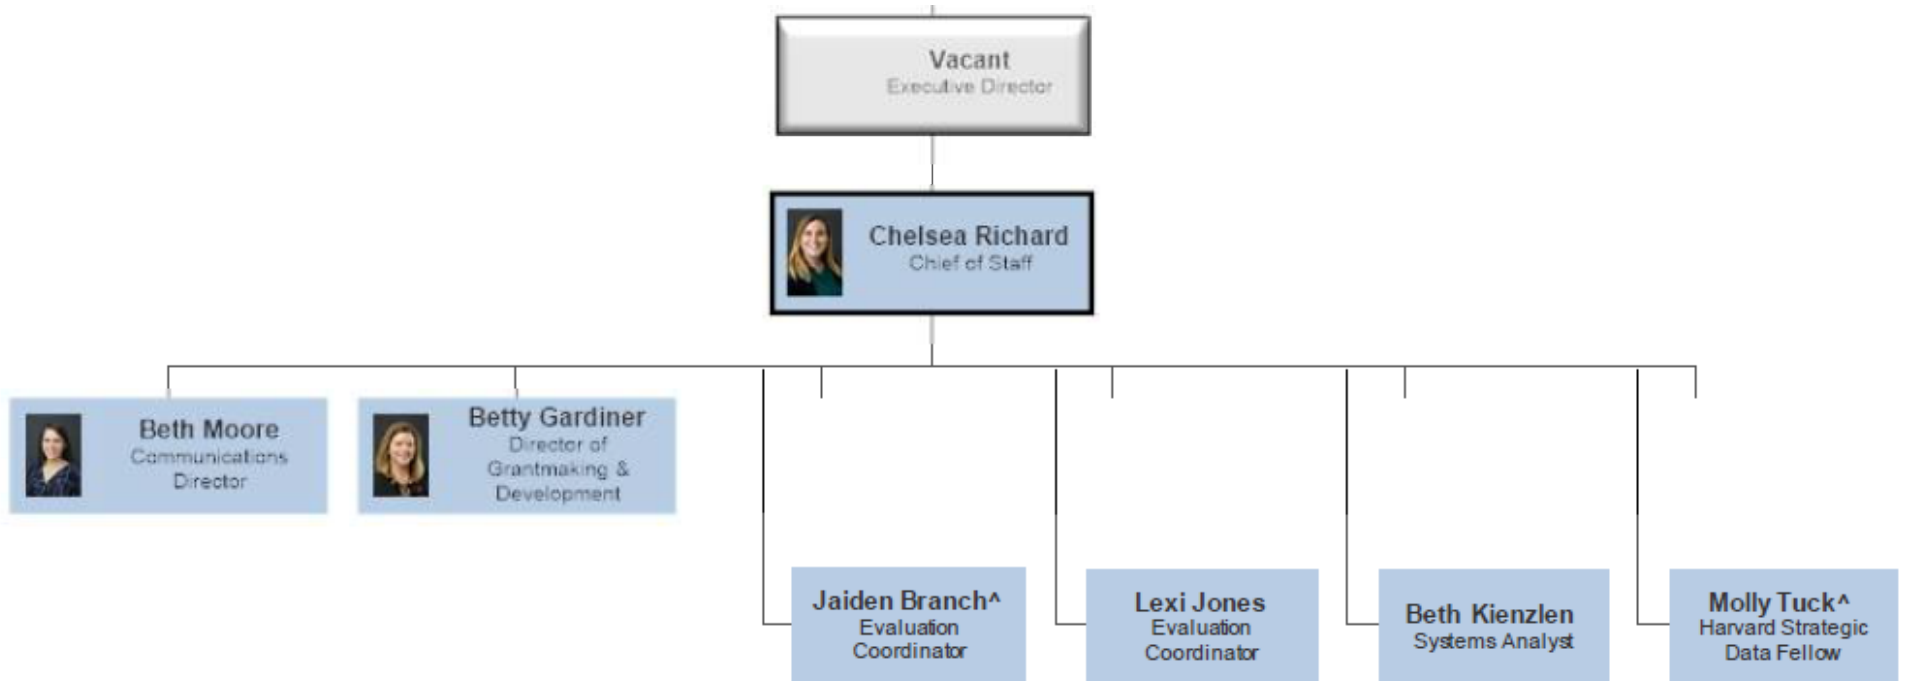 Vacant
Executive Director
Chelsea Richard
Chief of Staff
Beth Moore
Communications
Director
Betty Gardiner
Director of
Grantmaking &
Development
Jaiden Branch^
Evaluation
Coordinator
Lexi Jones
Evaluation
Coordinator
Beth Kienzlen
Systems Analyst
Molly Tuck^
Harvard Strategic
Data Fellow